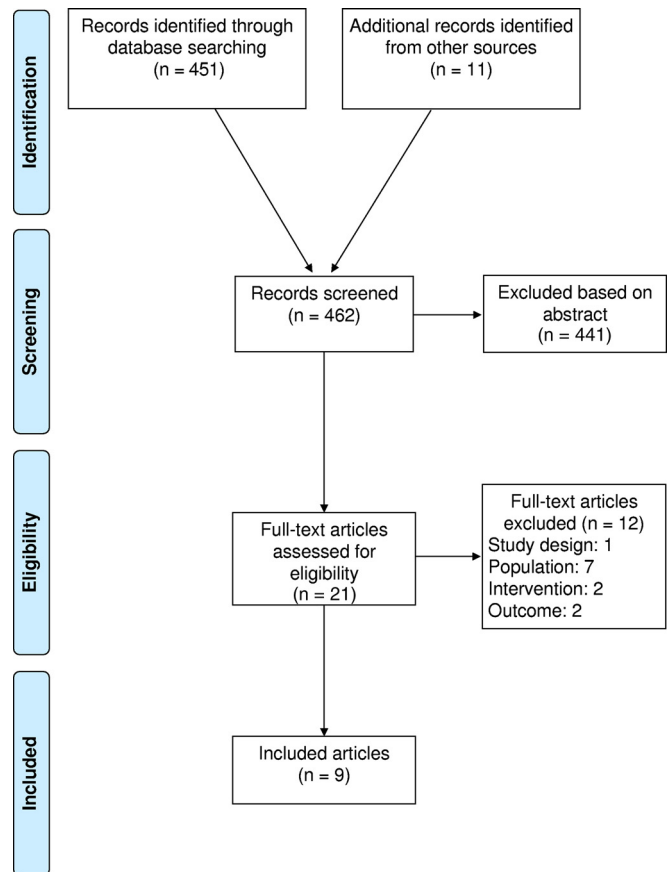 Identification
Records identified through
database searching
(n = 451)
Additional records identified
from other sources
(n = 11)
Screening
Records screened
(n = 462)
Excluded based on
abstract
(n = 441)
Eligibility
Full-text articles
assessed for
eligibility
(n = 21)
Full-text articles
excluded (n = 12)
Study design: 1
Population: 7
Intervention: 2
Outcome: 2
Included
Included articles
(n = 9)